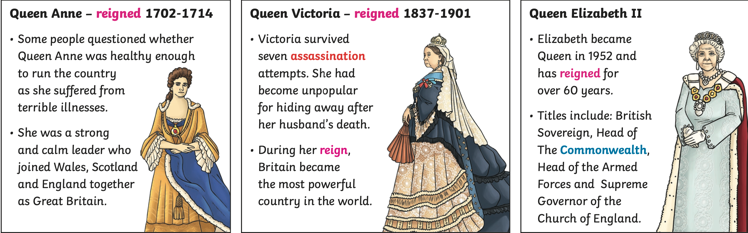 Queen Anne – reigned 1702-1714
• Some people questioned whether
Queen Anne was healthy enough
to run the country
as she suffered from
terrible illnesses.
• She was a strong
and calm leader who
joined Wales, Scotland
and England together
as Great Britain.
Queen Victoria – reigned 1837-1901
• Victoria survived
seven assassination
attempts. She had
become unpopular
for hiding away after
her husband's death.
• During her reign,
Britain became
the most powerful
country in the world.
Queen Elizabeth II
• Elizabeth became
Queen in 1952 and
has reigned for
over 60 years.
• Titles include: British
Sovereign, Head of
The Commonwealth,
Head of the Armed
Forces and Supreme
Governor of the
Church of England.